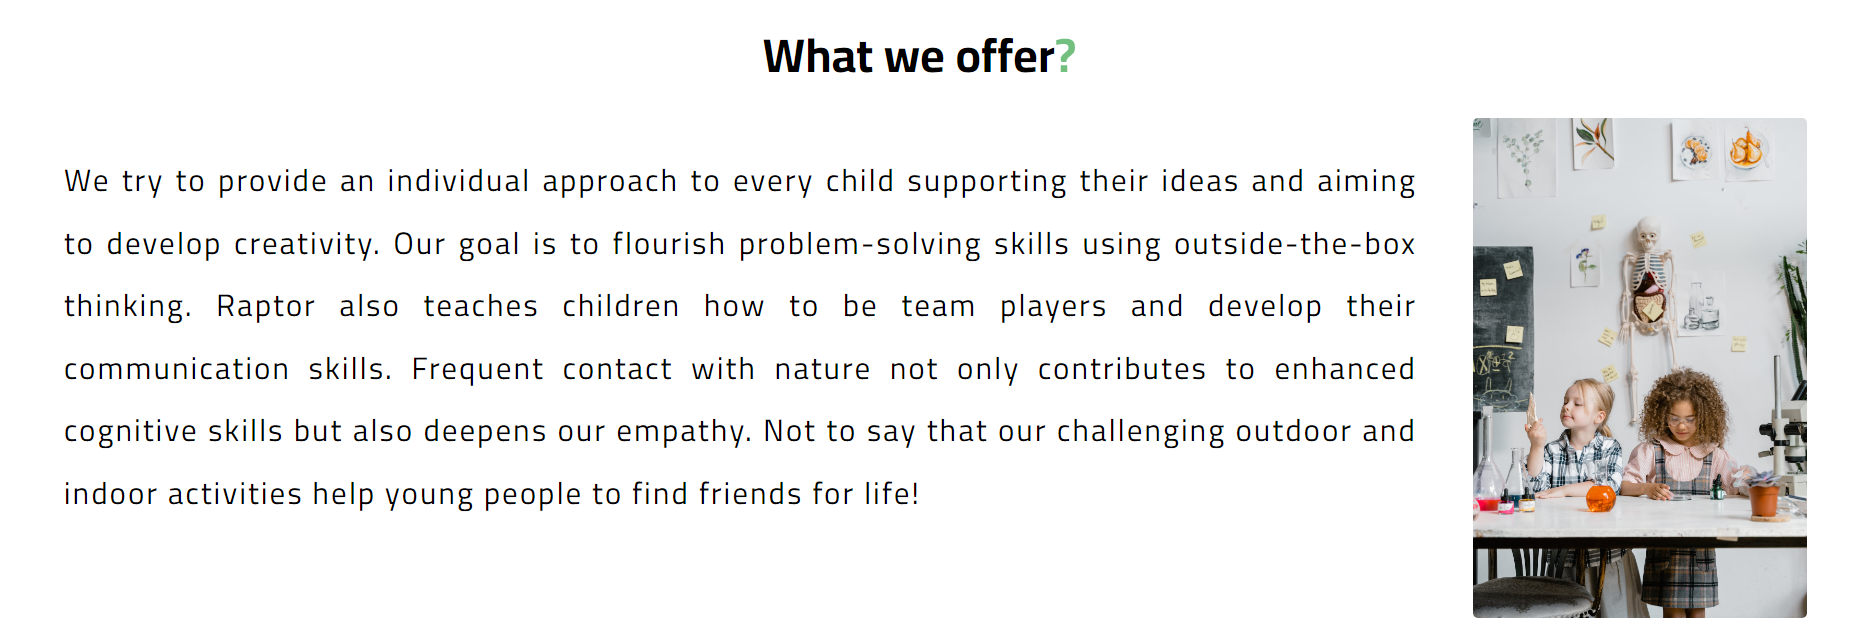 What we offer?
We try to provide an individual approach to every child supporting their ideas and aiming
to develop creativity. Our goal is to flourish problem-solving skills using outside-the-box
thinking. Raptor also teaches children how to be team players and develop their
communication skills. Frequent contact with nature not only contributes to enhanced
cognitive skills but also deepens our empathy. Not to say that our challenging outdoor and
indoor activities help young people to find friends for life!